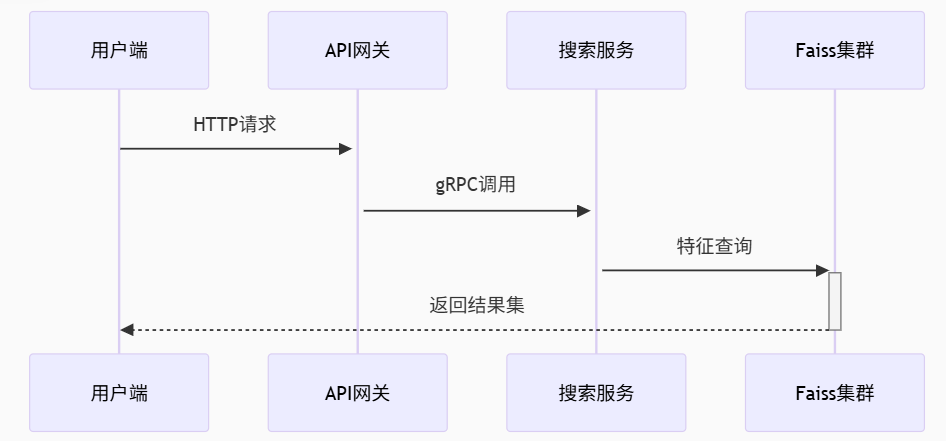 用户端
API网关
搜索服务
Faiss集群
HTTP请求
gRPC调用
特征查询
返回结果集
用户端
API网关
搜索服务
Faiss集群